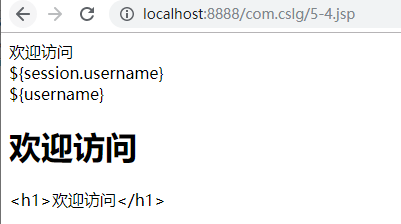 localhost:8888/com.cslg/5-4.jsp
欢迎访问
${session.username}
${username}
欢迎访问
<h1>欢迎访问</h1>